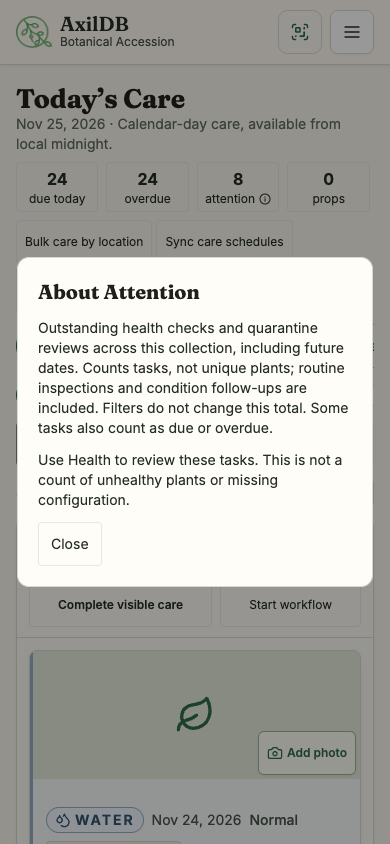 AxilDB
Botanical Accession
Today’s Care
Nov 25, 2026 · Calendar-day care, available from
local midnight.
24
due today
24
overdue
8
attention
0
props
Bulk care by location
Sync care schedules
About Attention
Outstanding health checks and quarantine
reviews across this collection, including future
dates. Counts tasks, not unique plants; routine
inspections and condition follow-ups are
included. Filters do not change this total. Some
tasks also count as due or overdue.
Use Health to review these tasks. This is not a
count of unhealthy plants or missing
configuration.
Close
Complete visible care
Start workflow
Add photo
WATER
Nov 24, 2026
Normal